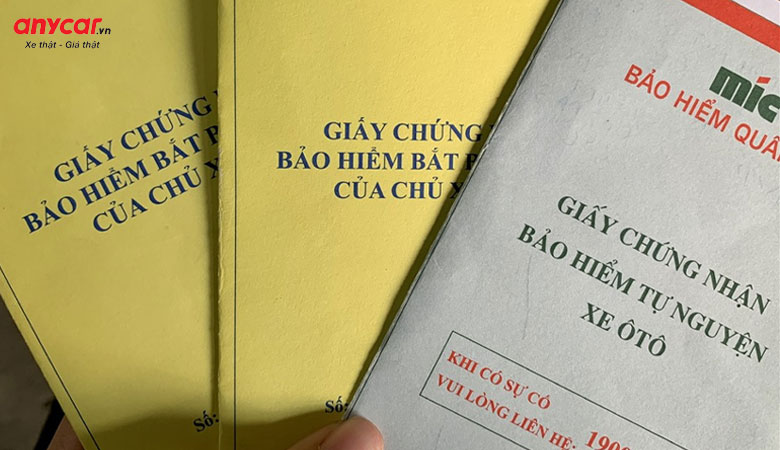 anycar.vn
Xe thật - Giá thật
GIẤY CHỨNG
BẢO HIỂM BẮT
CỦA CHỦ
Số:
GIẤY CHỨNG
BẢO HIỂM BẮT
CỦA CHỦ
Số:
mic
BẢO HIỂM QUÂN
GIẤY CHỨNG NHẬN
BẢO HIỂM TỰ NGUYỆN
XE ÔTÔ
KHI CÓ SỰ CỐ
VUI LÒNG LIÊN HỆ: 190